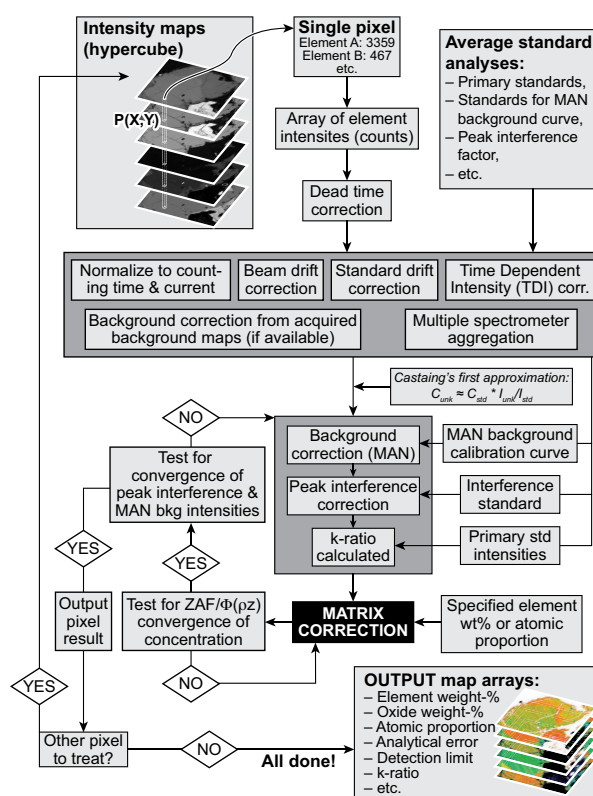 Intensity maps
(hypercube)
P(X,Y)
Single pixel
Element A: 3359
Element B: 467
etc.
Average standard
analyses:
– Primary standards,
– Standards for MAN
background curve,
– Peak interference
factor,
– etc.
Array of element
intensites (counts)
Dead time
correction
Normalize to count-
ing time & current
Beam drift
correction
Standard drift
correction
Time Dependent
Intensity (TDI) corr.
Background correction from acquired
background maps (if available)
Multiple spectrometer
aggregation
Castaing's first approximation:
C_unk ≈ C_std * I_unk/I_std
NO
Test for
convergence of
peak interference &
MAN bkg intensities
Background
correction (MAN)
MAN background
calibration curve
Peak interference
correction
Interference
standard
k-ratio
calculated
Primary std
intensities
YES
YES
Output
pixel
result
Test for ZAF/Φ(ρz)
convergence of
concentration
MATRIX
CORRECTION
Specified element
wt% or atomic
proportion
NO
YES
Other pixel
to treat?
NO
All done!
OUTPUT map arrays:
– Element weight-%
– Oxide weight-%
– Atomic proportion
– Analytical error
– Detection limit
– k-ratio
– etc.